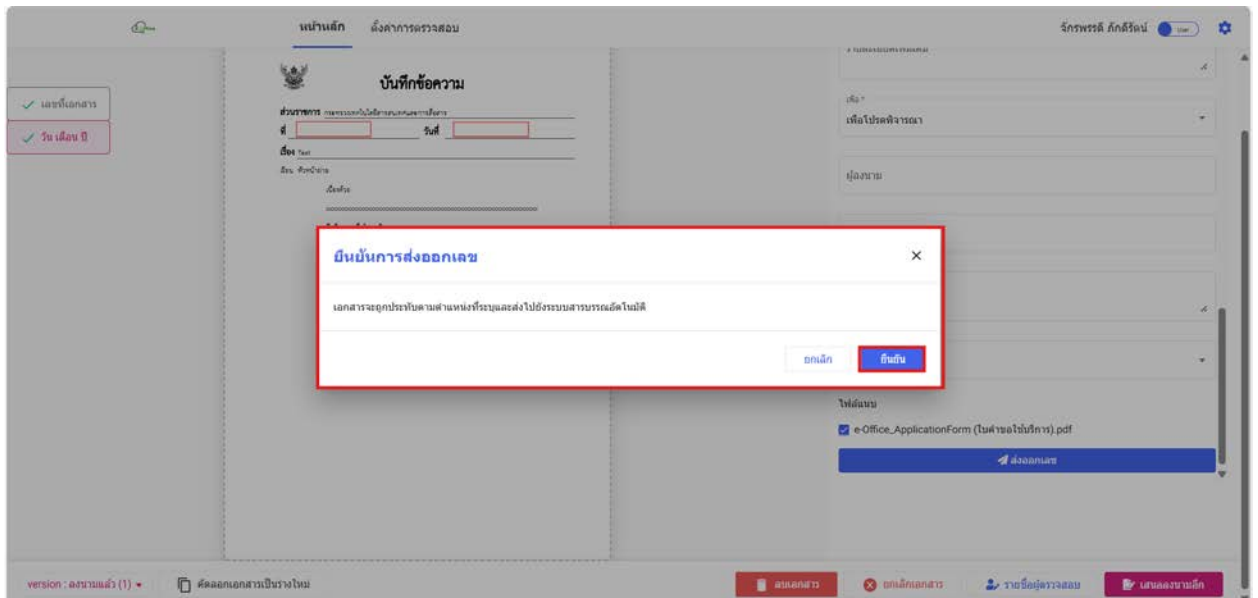 หน้าหลัก
ตั้งค่าการตรวจสอบ
จักรพรรดิ ภักดีรัตน์
User
เลขที่เอกสาร
วัน เดือน ปี
บันทึกข้อความ
ส่วนราชการ
ที่
วันที่
เรื่อง Text
เรียน หัวหน้าฝ่าย
เพื่อ *
เพื่อโปรดพิจารณา
ผู้ลงนาม
ยืนยันการส่งออกเลข
เอกสารจะถูกประทับตามตำแหน่งที่ระบุและส่งไปยังระบบสารบรรณอัตโนมัติ
ยกเลิก
ยืนยัน
ไฟล์แนบ
e-Office_ApplicationForm (ใบคำขอใช้บริการ).pdf
ส่งออกเลข
version : ลงนามแล้ว (1)
คัดลอกเอกสารเป็นร่างใหม่
ลบเอกสาร
ยกเลิกเอกสาร
รายชื่อผู้ตรวจสอบ
เสนอลงนามอีก